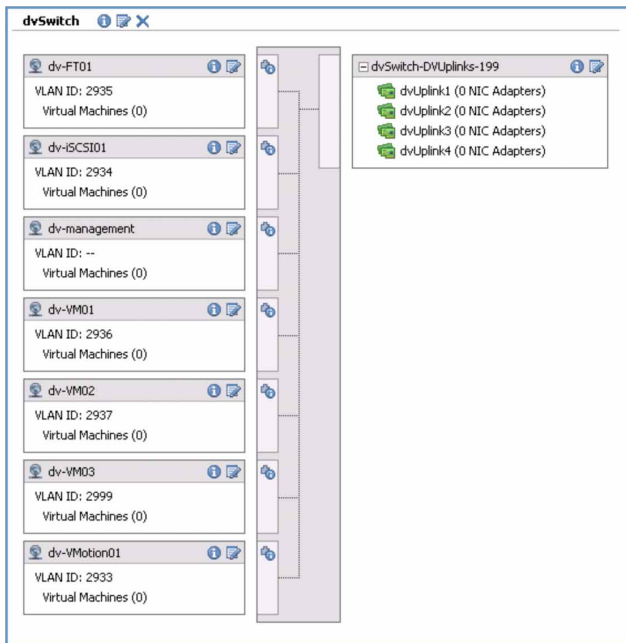 dvSwitch
dv-FT01
VLAN ID: 2935
Virtual Machines (0)
dv-iSCSI01
VLAN ID: 2934
Virtual Machines (0)
dv-management
VLAN ID: --
Virtual Machines (0)
dv-VM01
VLAN ID: 2936
Virtual Machines (0)
dv-VM02
VLAN ID: 2937
Virtual Machines (0)
dv-VM03
VLAN ID: 2999
Virtual Machines (0)
dv-VMotion01
VLAN ID: 2933
Virtual Machines (0)
dvSwitch-DVUplinks-199
dvUplink1 (0 NIC Adapters)
dvUplink2 (0 NIC Adapters)
dvUplink3 (0 NIC Adapters)
dvUplink4 (0 NIC Adapters)